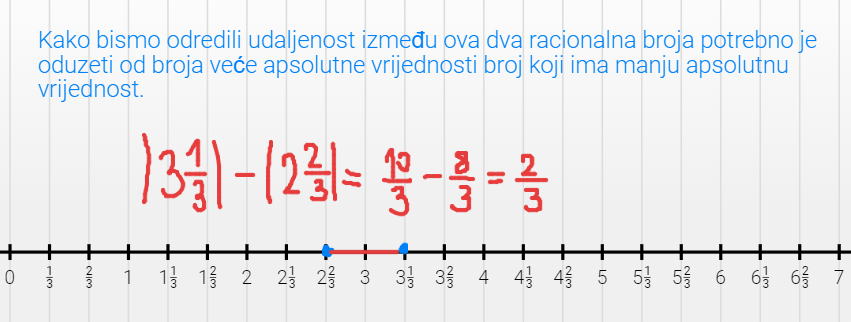 Kako bismo odredili udaljenost između ova dva racionalna broja potrebno je
oduzeti od broja veće apsolutne vrijednosti broj koji ima manju apsolutnu
vrijednost.
|3 1/3| - |2 2/3| = 10/3 - 8/3 = 2/3
0 1/3 2/3 1 1 1/3 1 2/3 2 2 1/3 2 2/3 3 3 1/3 3 2/3 4 4 1/3 4 2/3 5 5 1/3 5 2/3 6 6 1/3 6 2/3 7